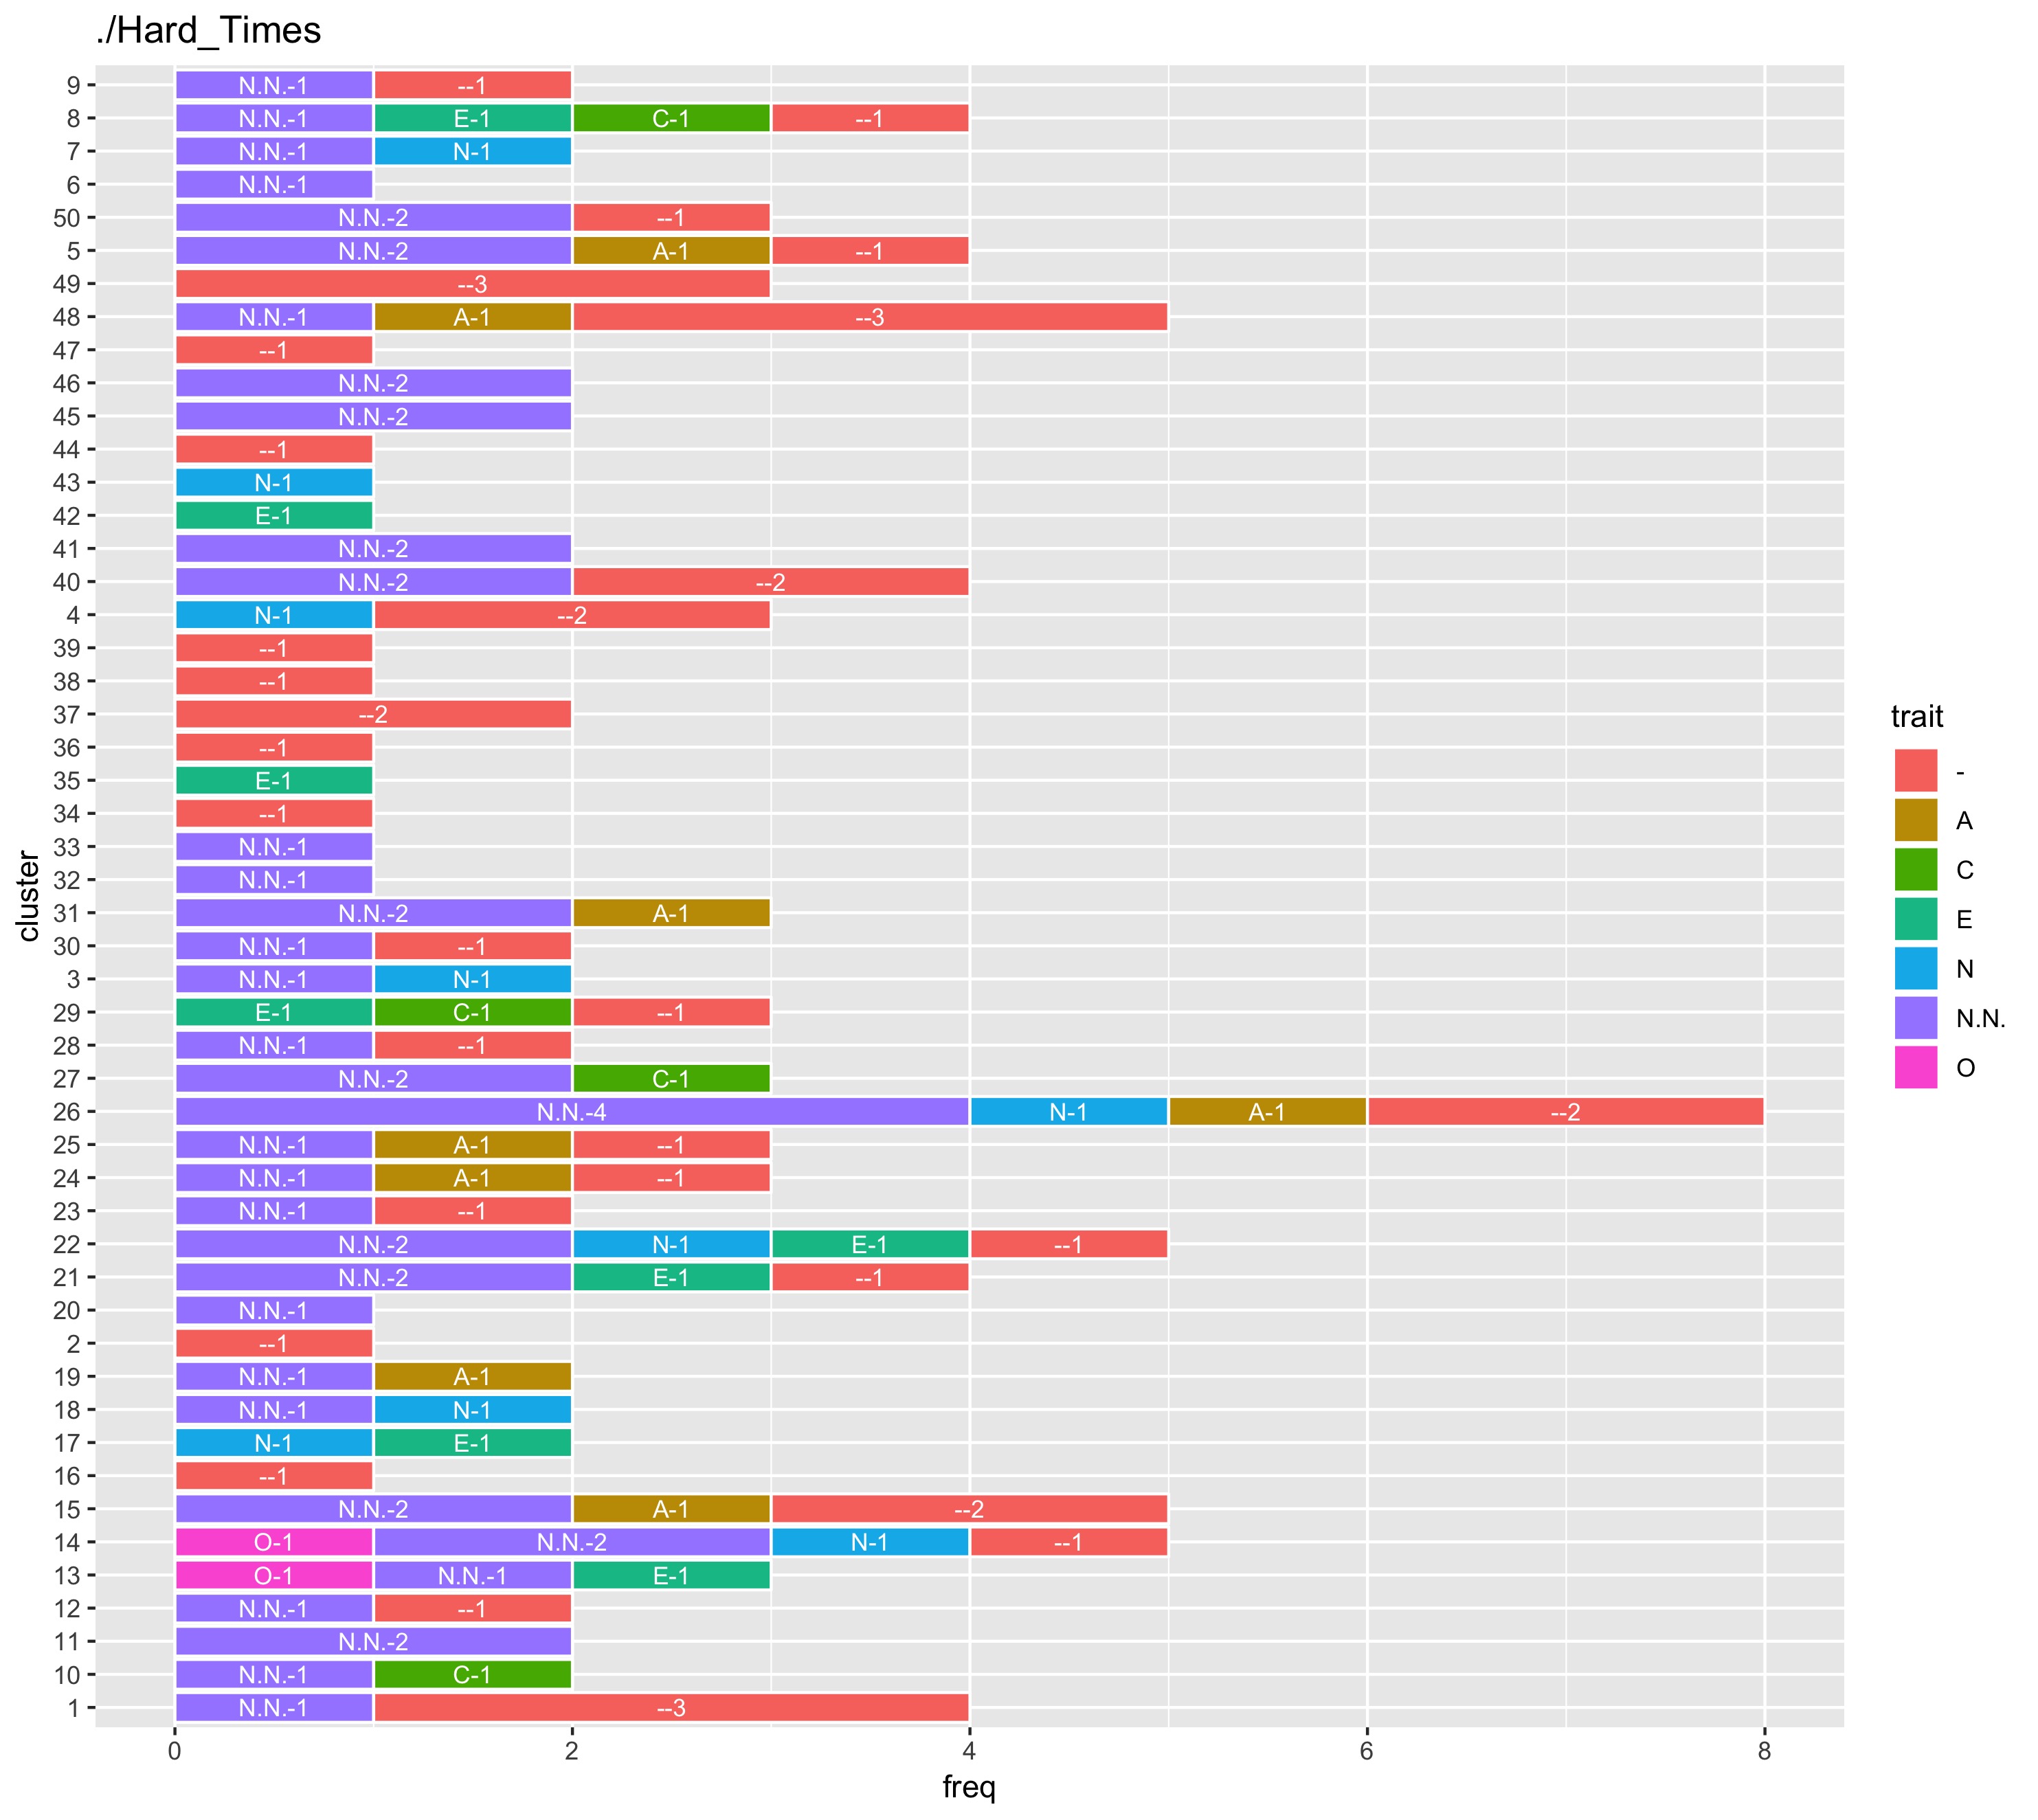 ./Hard_Times
9 N.N.-1 --1
8 N.N.-1 E-1 C-1 --1
7 N.N.-1 N-1
6 N.N.-1
50 N.N.-2 --1
5 N.N.-2 A-1 --1
49 --3
48 N.N.-1 A-1 --3
47 --1
46 N.N.-2
45 N.N.-2
44 --1
43 N-1
42 E-1
41 N.N.-2
40 N.N.-2 --2
4 N-1 --2
39 --1
38 --1
37 --2
36 --1
35 E-1
34 --1
33 N.N.-1
32 N.N.-1
31 N.N.-2 A-1
30 N.N.-1 --1
3 N.N.-1 N-1
29 E-1 C-1 --1
28 N.N.-1 --1
27 N.N.-2 C-1
26 N.N.-4 N-1 A-1 --2
25 N.N.-1 A-1 --1
24 N.N.-1 A-1 --1
23 N.N.-1 --1
22 N.N.-2 N-1 E-1 --1
21 N.N.-2 E-1 --1
20 N.N.-1
2 --1
19 N.N.-1 A-1
18 N.N.-1 N-1
17 N-1 E-1
16 --1
15 N.N.-2 A-1 --2
14 O-1 N.N.-2 N-1 --1
13 O-1 N.N.-1 E-1
12 N.N.-1 --1
11 N.N.-2
10 N.N.-1 C-1
1 N.N.-1 --3
0 2 4 6 8
freq
cluster
trait
-
A
C
E
N
N.N.
O